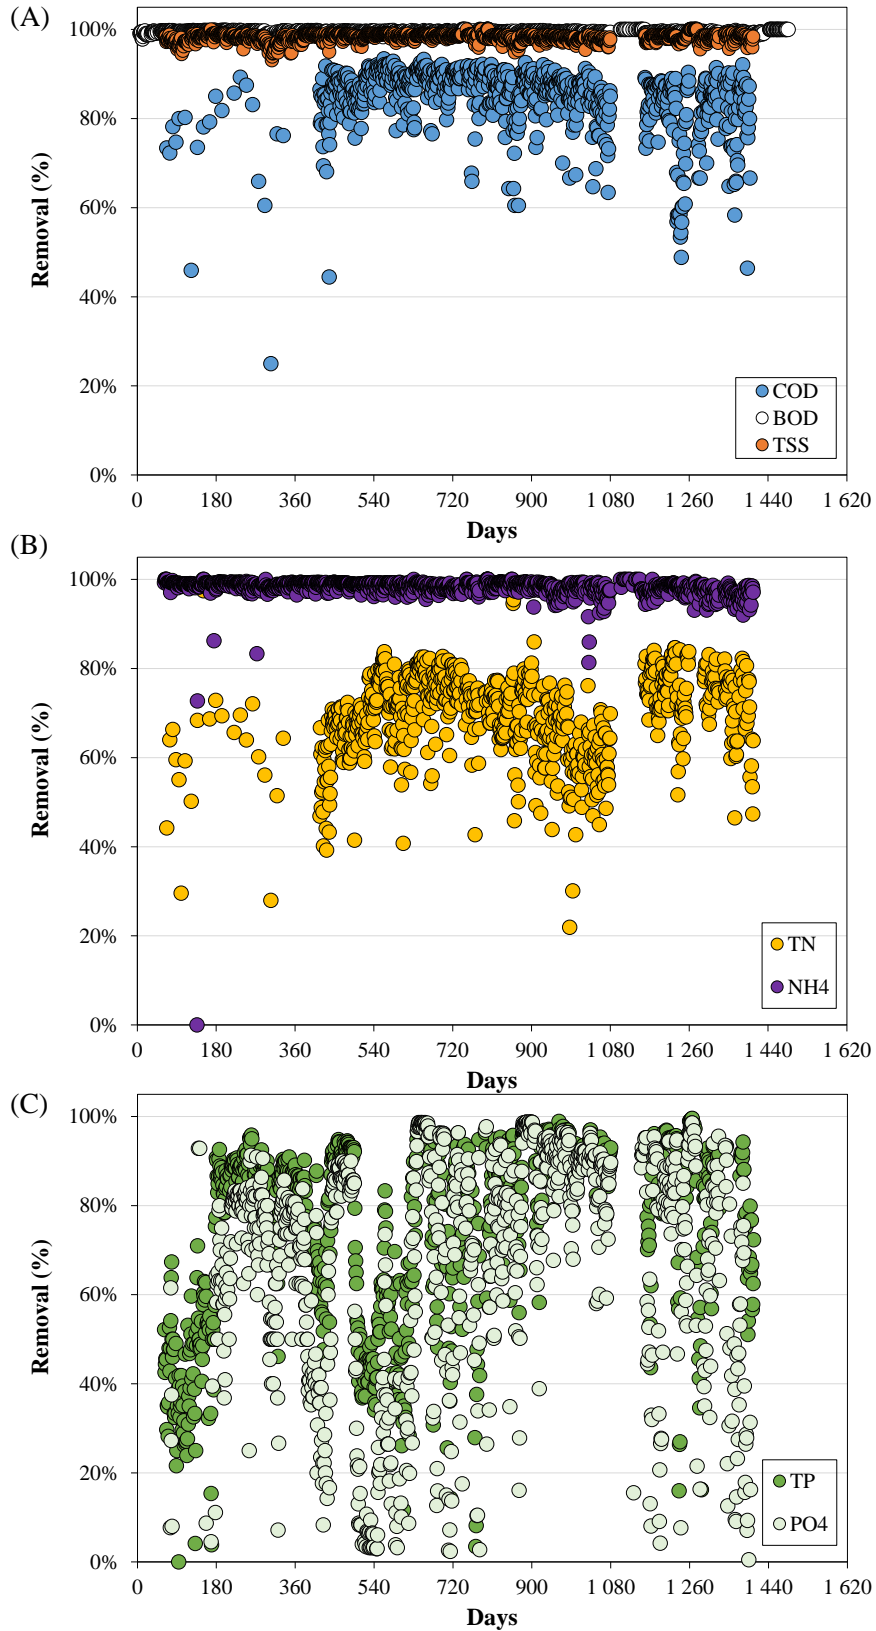 (A)
100%
80%
60%
40%
20%
0%
Removal (%)
COD
BOD
TSS
0 180 360 540 720 900 1 080 1 260 1 440 1 620
Days
(B)
100%
80%
60%
40%
20%
0%
Removal (%)
TN
NH4
0 180 360 540 720 900 1 080 1 260 1 440 1 620
Days
(C)
100%
80%
60%
40%
20%
0%
Removal (%)
TP
PO4
0 180 360 540 720 900 1 080 1 260 1 440 1 620
Days